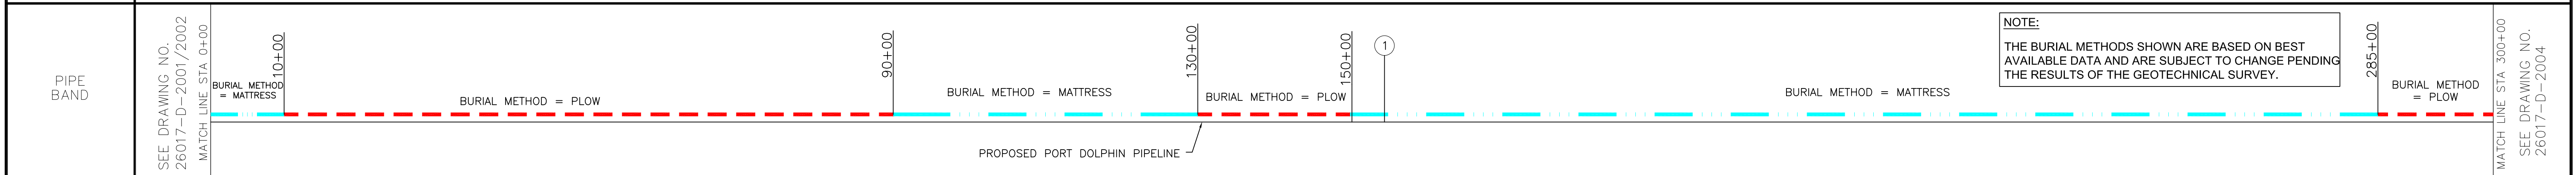 PIPE
BAND
SEE DRAWING NO.
26017-D-2001/2002
MATCH LINE STA 0+00
BURIAL METHOD
= MATTRESS
10+00
BURIAL METHOD = PLOW
90+00
BURIAL METHOD = MATTRESS
130+00
BURIAL METHOD = PLOW
150+00
1
PROPOSED PORT DOLPHIN PIPELINE
BURIAL METHOD = MATTRESS
NOTE:
THE BURIAL METHODS SHOWN ARE BASED ON BEST
AVAILABLE DATA AND ARE SUBJECT TO CHANGE PENDING
THE RESULTS OF THE GEOTECHNICAL SURVEY.
285+00
BURIAL METHOD
= PLOW
MATCH LINE STA 300+00
SEE DRAWING NO.
26017-D-2004